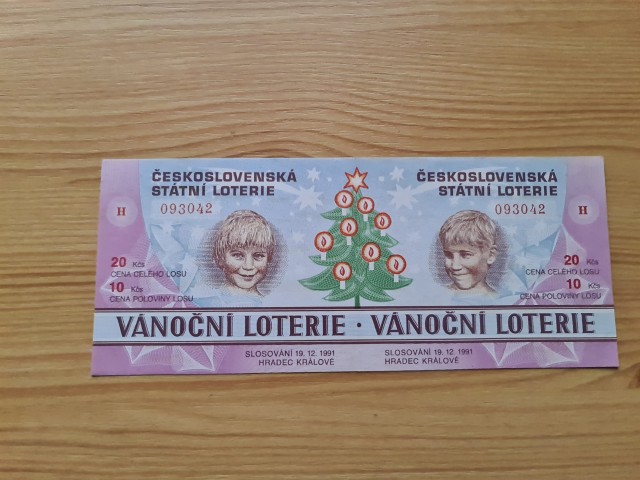 ČESKOSLOVENSKÁ
STÁTNÍ LOTERIE
H
093042
20 Kčs
CENA CELÉHO LOSU
10 Kčs
CENA POLOVINY LOSU
ČESKOSLOVENSKÁ
STÁTNÍ LOTERIE
093042
H
20 Kčs
CENA CELÉHO LOSU
10 Kčs
CENA POLOVINY LOSU
VÁNOČNÍ LOTERIE · VÁNOČNÍ LOTERIE
SLOSOVÁNÍ 19. 12. 1991
HRADEC KRÁLOVÉ
SLOSOVÁNÍ 19. 12. 1991
HRADEC KRÁLOVÉ